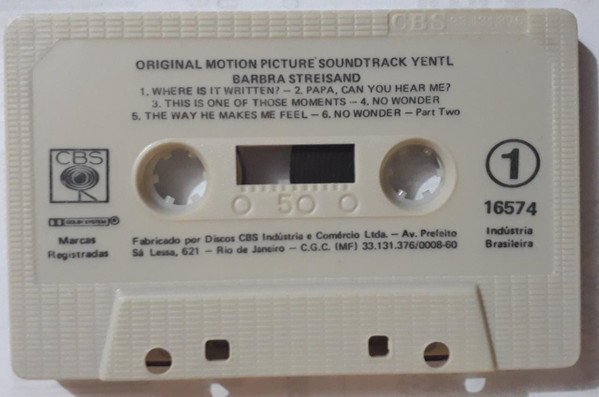 CBS
ORIGINAL MOTION PICTURE SOUNDTRACK YENTL
BARBRA STREISAND
1. WHERE IS IT WRITTEN? – 2. PAPA, CAN YOU HEAR ME?
3. THIS IS ONE OF THOSE MOMENTS – 4. NO WONDER
5. THE WAY HE MAKES ME FEEL – 6. NO WONDER – Part Two
CBS
DOLBY SYSTEM
Marcas
Registradas
50
1
16574
Indústria
Brasileira
Fabricado por Discos CBS Indústria e Comércio Ltda. – Av. Prefeito
Sá Lessa, 621 – Rio de Janeiro – C.G.C. (MF) 33.131.376/0008-60